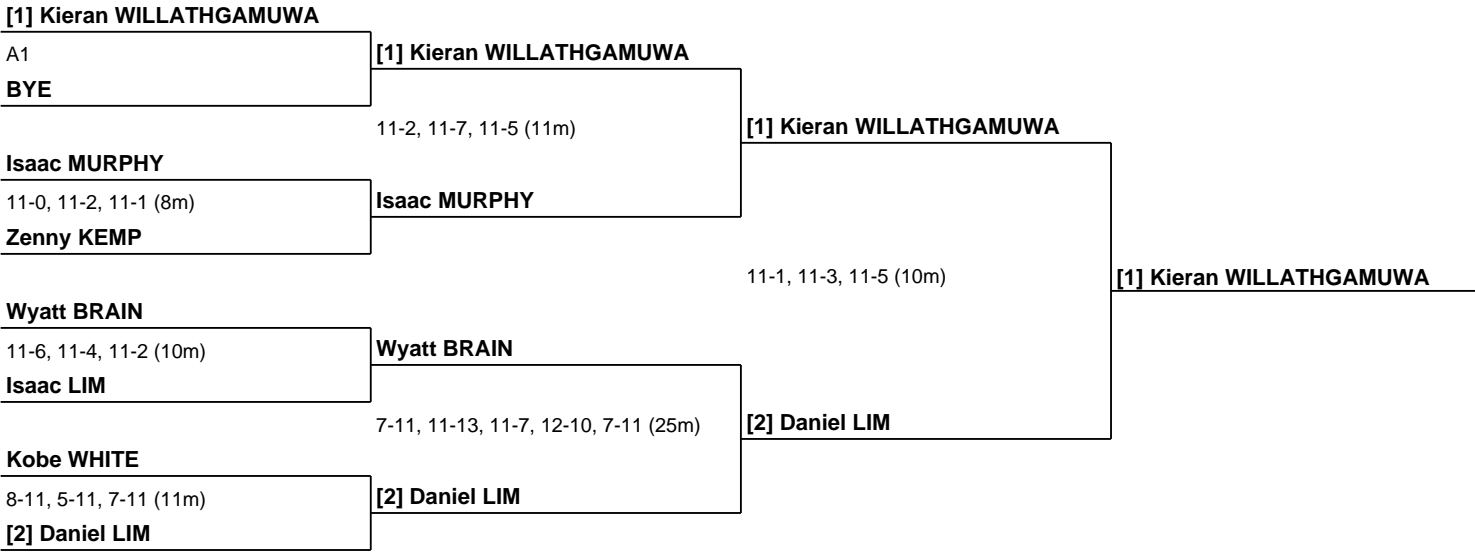 [1] Kieran WILLATHGAMUWA
A1
BYE
[1] Kieran WILLATHGAMUWA
11-2, 11-7, 11-5 (11m)
[1] Kieran WILLATHGAMUWA
Isaac MURPHY
11-0, 11-2, 11-1 (8m)
Isaac MURPHY
Zenny KEMP
11-1, 11-3, 11-5 (10m)
[1] Kieran WILLATHGAMUWA
Wyatt BRAIN
11-6, 11-4, 11-2 (10m)
Wyatt BRAIN
Isaac LIM
7-11, 11-13, 11-7, 12-10, 7-11 (25m)
[2] Daniel LIM
Kobe WHITE
8-11, 5-11, 7-11 (11m)
[2] Daniel LIM
[2] Daniel LIM